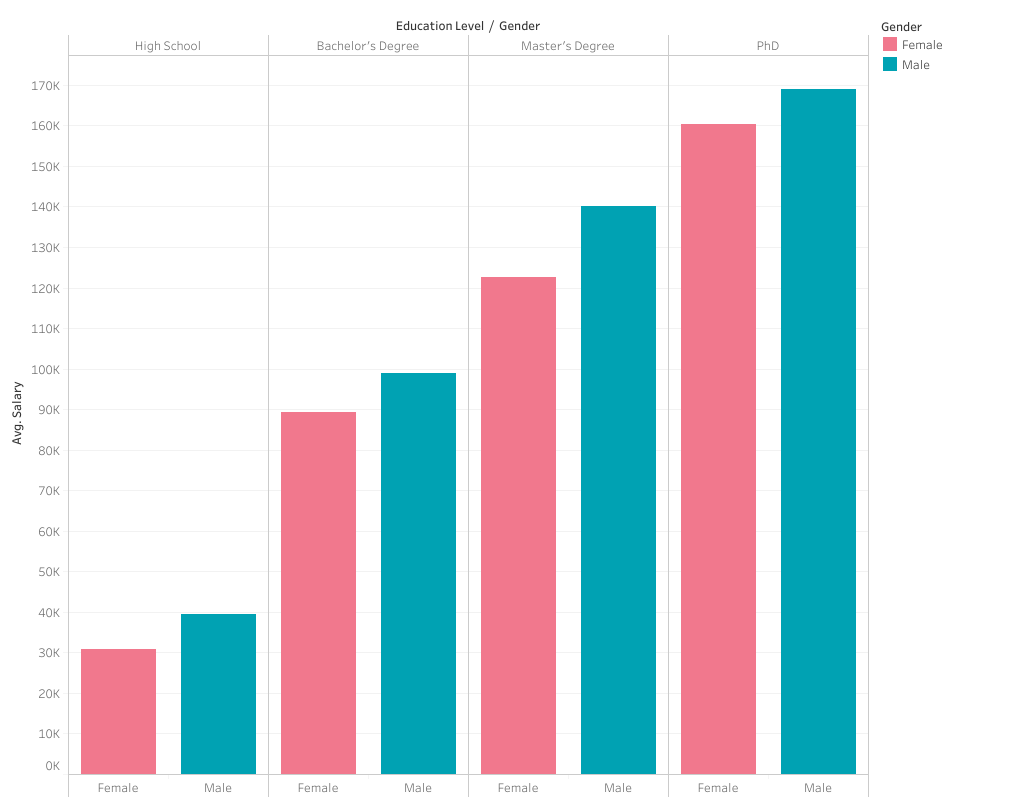 Education Level / Gender
High School
Bachelor's Degree
Master's Degree
PhD
Gender
Female
Male
Avg. Salary
170K
160K
150K
140K
130K
120K
110K
100K
90K
80K
70K
60K
50K
40K
30K
20K
10K
0K
Female
Male
Female
Male
Female
Male
Female
Male